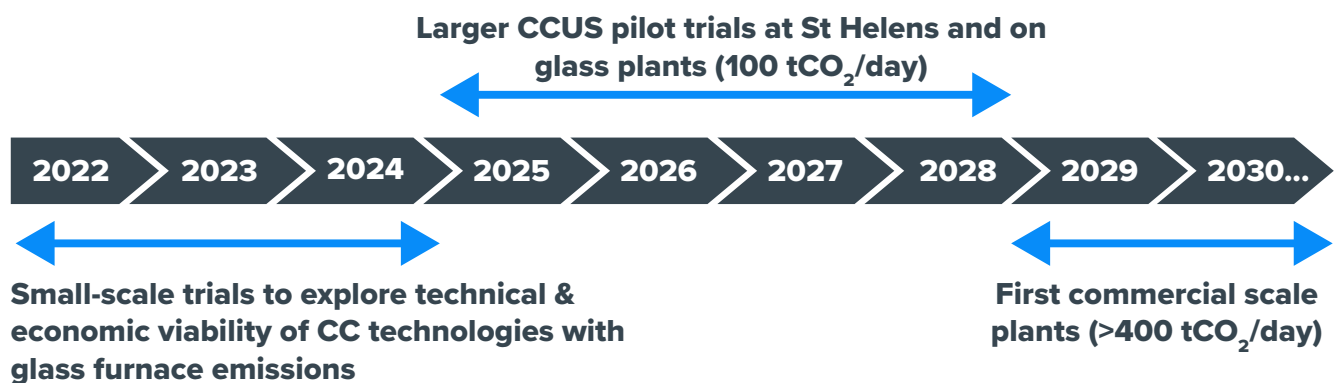 Larger CCUS pilot trials at St Helens and on
glass plants (100 tCO₂/day)
2022 2023 2024 2025 2026 2027 2028 2029 2030...
Small-scale trials to explore technical &
economic viability of CC technologies with
glass furnace emissions
First commercial scale
plants (>400 tCO₂/day)